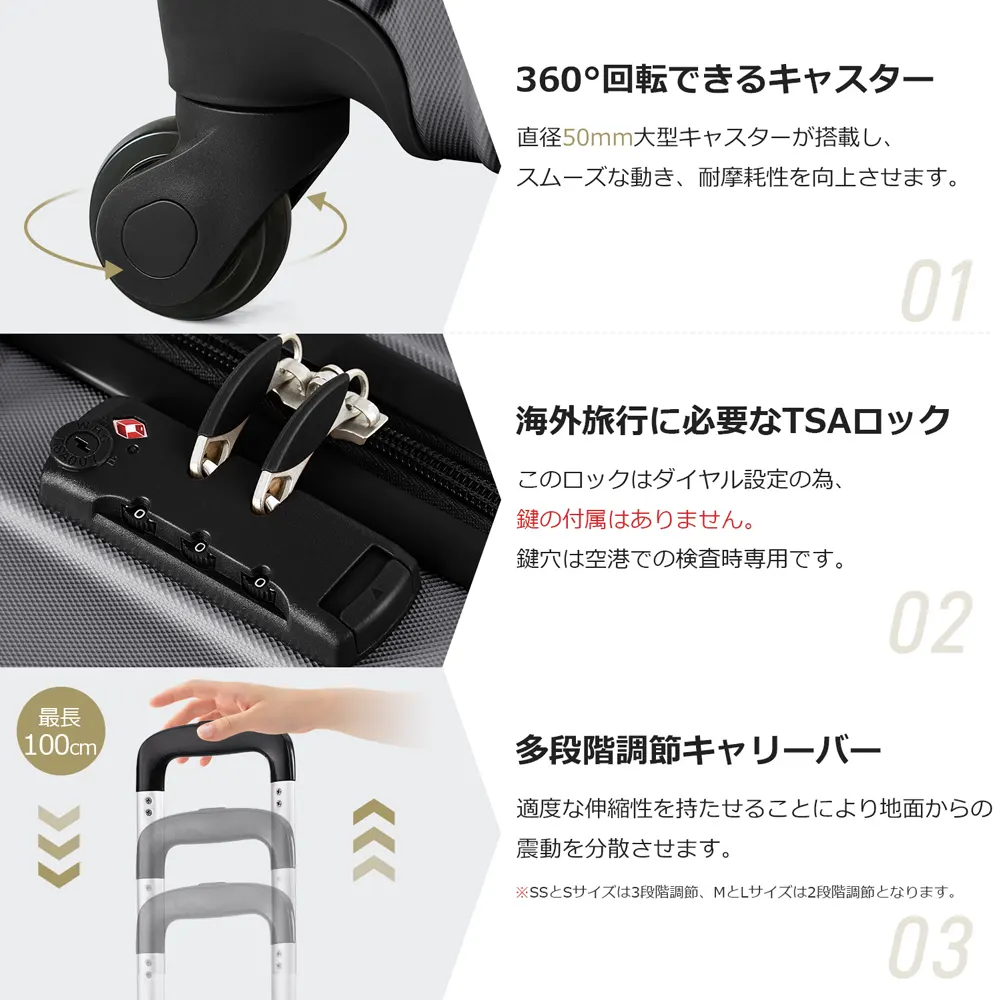 360°回転できるキャスター
直径50mm大型キャスターが搭載し、
スムーズな動き、耐摩耗性を向上させます。
01
0
0
0
海外旅行に必要なTSAロック
このロックはダイヤル設定の為、
鍵の付属はありません。
鍵穴は空港での検査時専用です。
02
最長
100cm
多段階調節キャリーバー
適度な伸縮性を持たせることにより地面からの
震動を分散させます。
※SSとSサイズは3段階調節、MとLサイズは2段階調節となります。
03